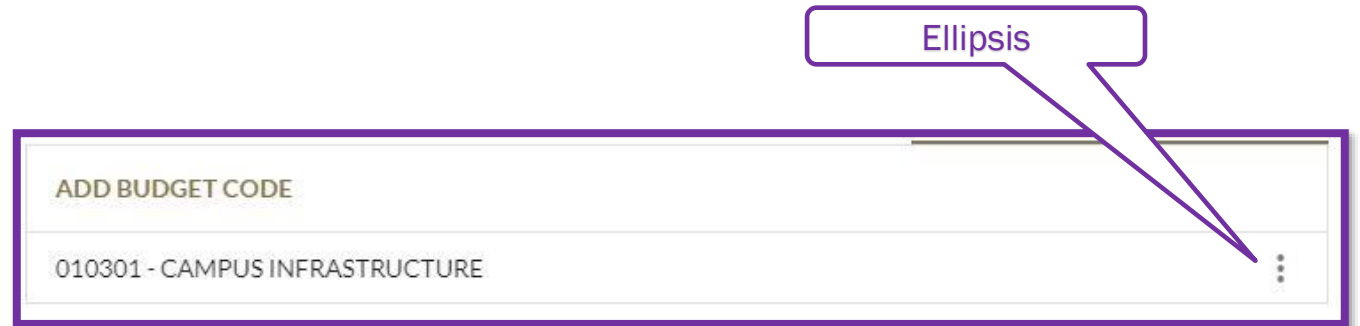 Ellipsis
ADD BUDGET CODE
010301 - CAMPUS INFRASTRUCTURE